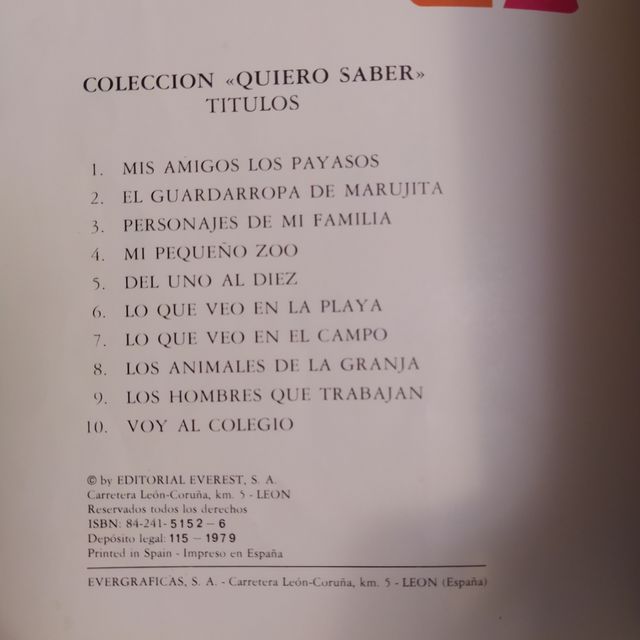 COLECCION «QUIERO SABER»
TITULOS
1. MIS AMIGOS LOS PAYASOS
2. EL GUARDARROPA DE MARUJITA
3. PERSONAJES DE MI FAMILIA
4. MI PEQUEÑO ZOO
5. DEL UNO AL DIEZ
6. LO QUE VEO EN LA PLAYA
7. LO QUE VEO EN EL CAMPO
8. LOS ANIMALES DE LA GRANJA
9. LOS HOMBRES QUE TRABAJAN
10. VOY AL COLEGIO
© by EDITORIAL EVEREST, S. A.
Carretera León-Coruña, km. 5 - LEON
Reservados todos los derechos
ISBN: 84-241-5152-6
Depósito legal: 115-1979
Printed in Spain - Impreso en España
EVERGRAFICAS, S. A. - Carretera León-Coruña, km. 5 - LEON (España)